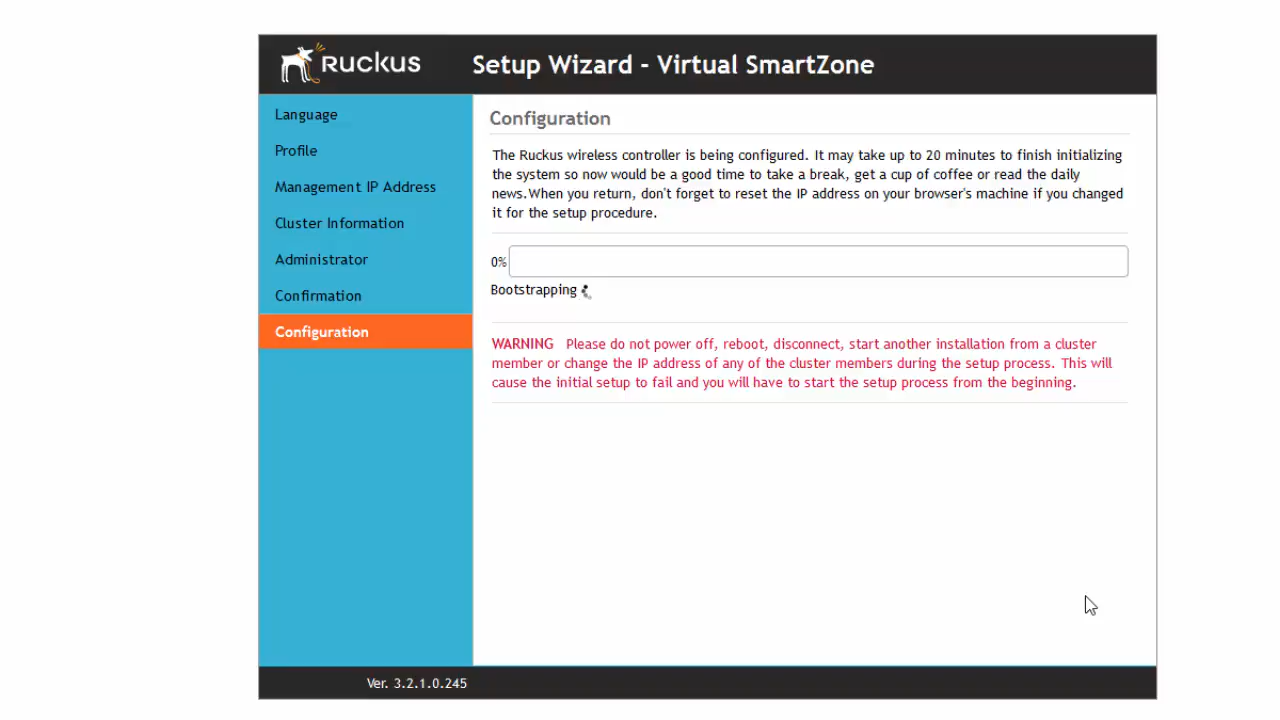 Ruckus
Setup Wizard - Virtual SmartZone
Language
Profile
Management IP Address
Cluster Information
Administrator
Confirmation
Configuration
Configuration
The Ruckus wireless controller is being configured. It may take up to 20 minutes to finish initializing
the system so now would be a good time to take a break, get a cup of coffee or read the daily
news.When you return, don't forget to reset the IP address on your browser's machine if you changed
it for the setup procedure.
0%
Bootstrapping
WARNING Please do not power off, reboot, disconnect, start another installation from a cluster
member or change the IP address of any of the cluster members during the setup process. This will
cause the initial setup to fail and you will have to start the setup process from the beginning.
Ver. 3.2.1.0.245